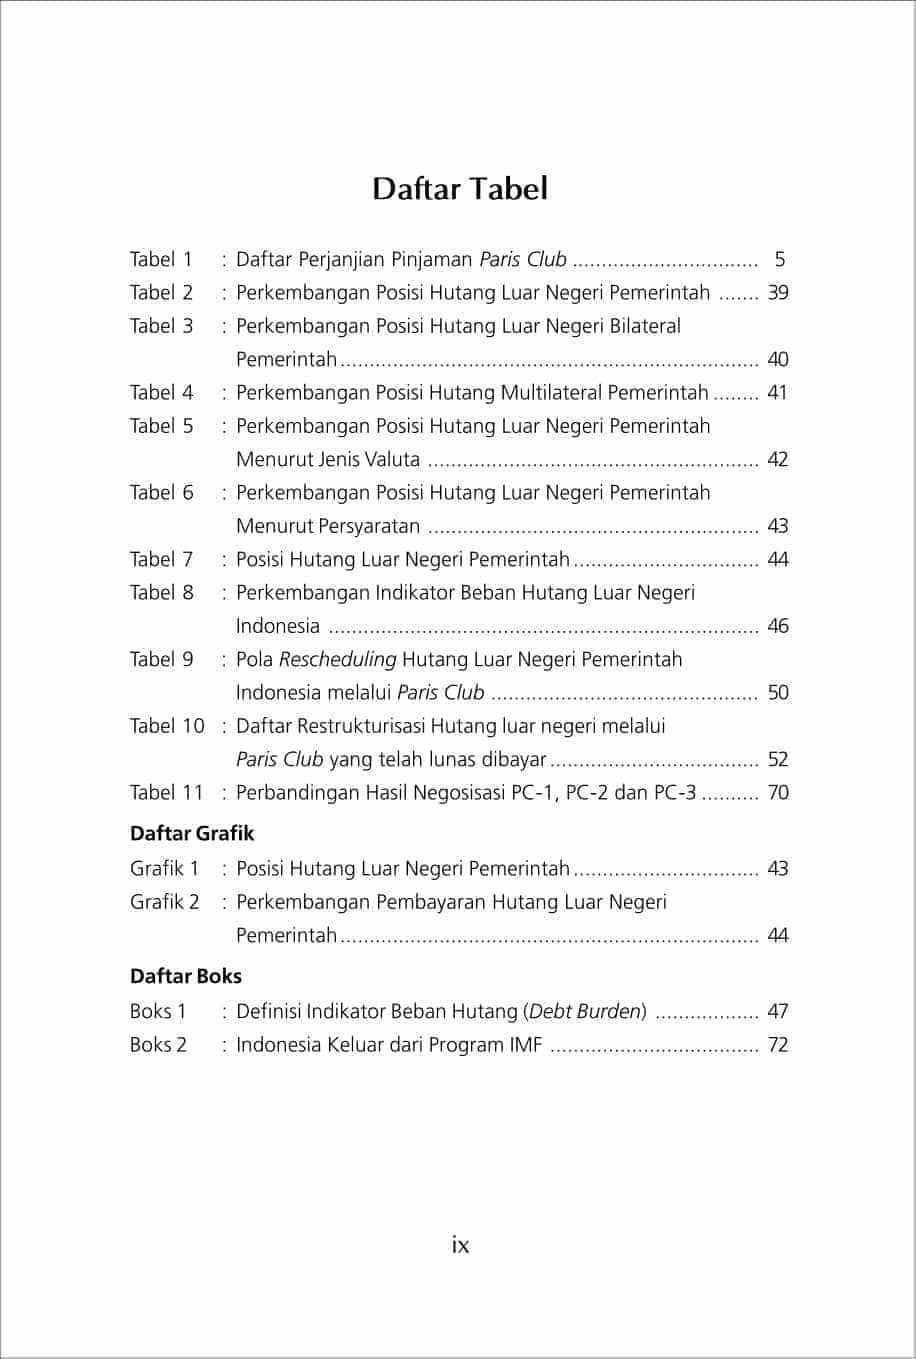 Daftar Tabel
Tabel 1 : Daftar Perjanjian Pinjaman Paris Club ................................ 5
Tabel 2 : Perkembangan Posisi Hutang Luar Negeri Pemerintah ....... 39
Tabel 3 : Perkembangan Posisi Hutang Luar Negeri Bilateral
Pemerintah ........................................................................ 40
Tabel 4 : Perkembangan Posisi Hutang Multilateral Pemerintah ........ 41
Tabel 5 : Perkembangan Posisi Hutang Luar Negeri Pemerintah
Menurut Jenis Valuta ......................................................... 42
Tabel 6 : Perkembangan Posisi Hutang Luar Negeri Pemerintah
Menurut Persyaratan ......................................................... 43
Tabel 7 : Posisi Hutang Luar Negeri Pemerintah ................................ 44
Tabel 8 : Perkembangan Indikator Beban Hutang Luar Negeri
Indonesia .......................................................................... 46
Tabel 9 : Pola Rescheduling Hutang Luar Negeri Pemerintah
Indonesia melalui Paris Club .............................................. 50
Tabel 10 : Daftar Restrukturisasi Hutang luar negeri melalui
Paris Club yang telah lunas dibayar .................................... 52
Tabel 11 : Perbandingan Hasil Negosisasi PC-1, PC-2 dan PC-3 .......... 70
Daftar Grafik
Grafik 1 : Posisi Hutang Luar Negeri Pemerintah ................................ 43
Grafik 2 : Perkembangan Pembayaran Hutang Luar Negeri
Pemerintah ........................................................................ 44
Daftar Boks
Boks 1 : Definisi Indikator Beban Hutang (Debt Burden) .................. 47
Boks 2 : Indonesia Keluar dari Program IMF .................................... 72
ix